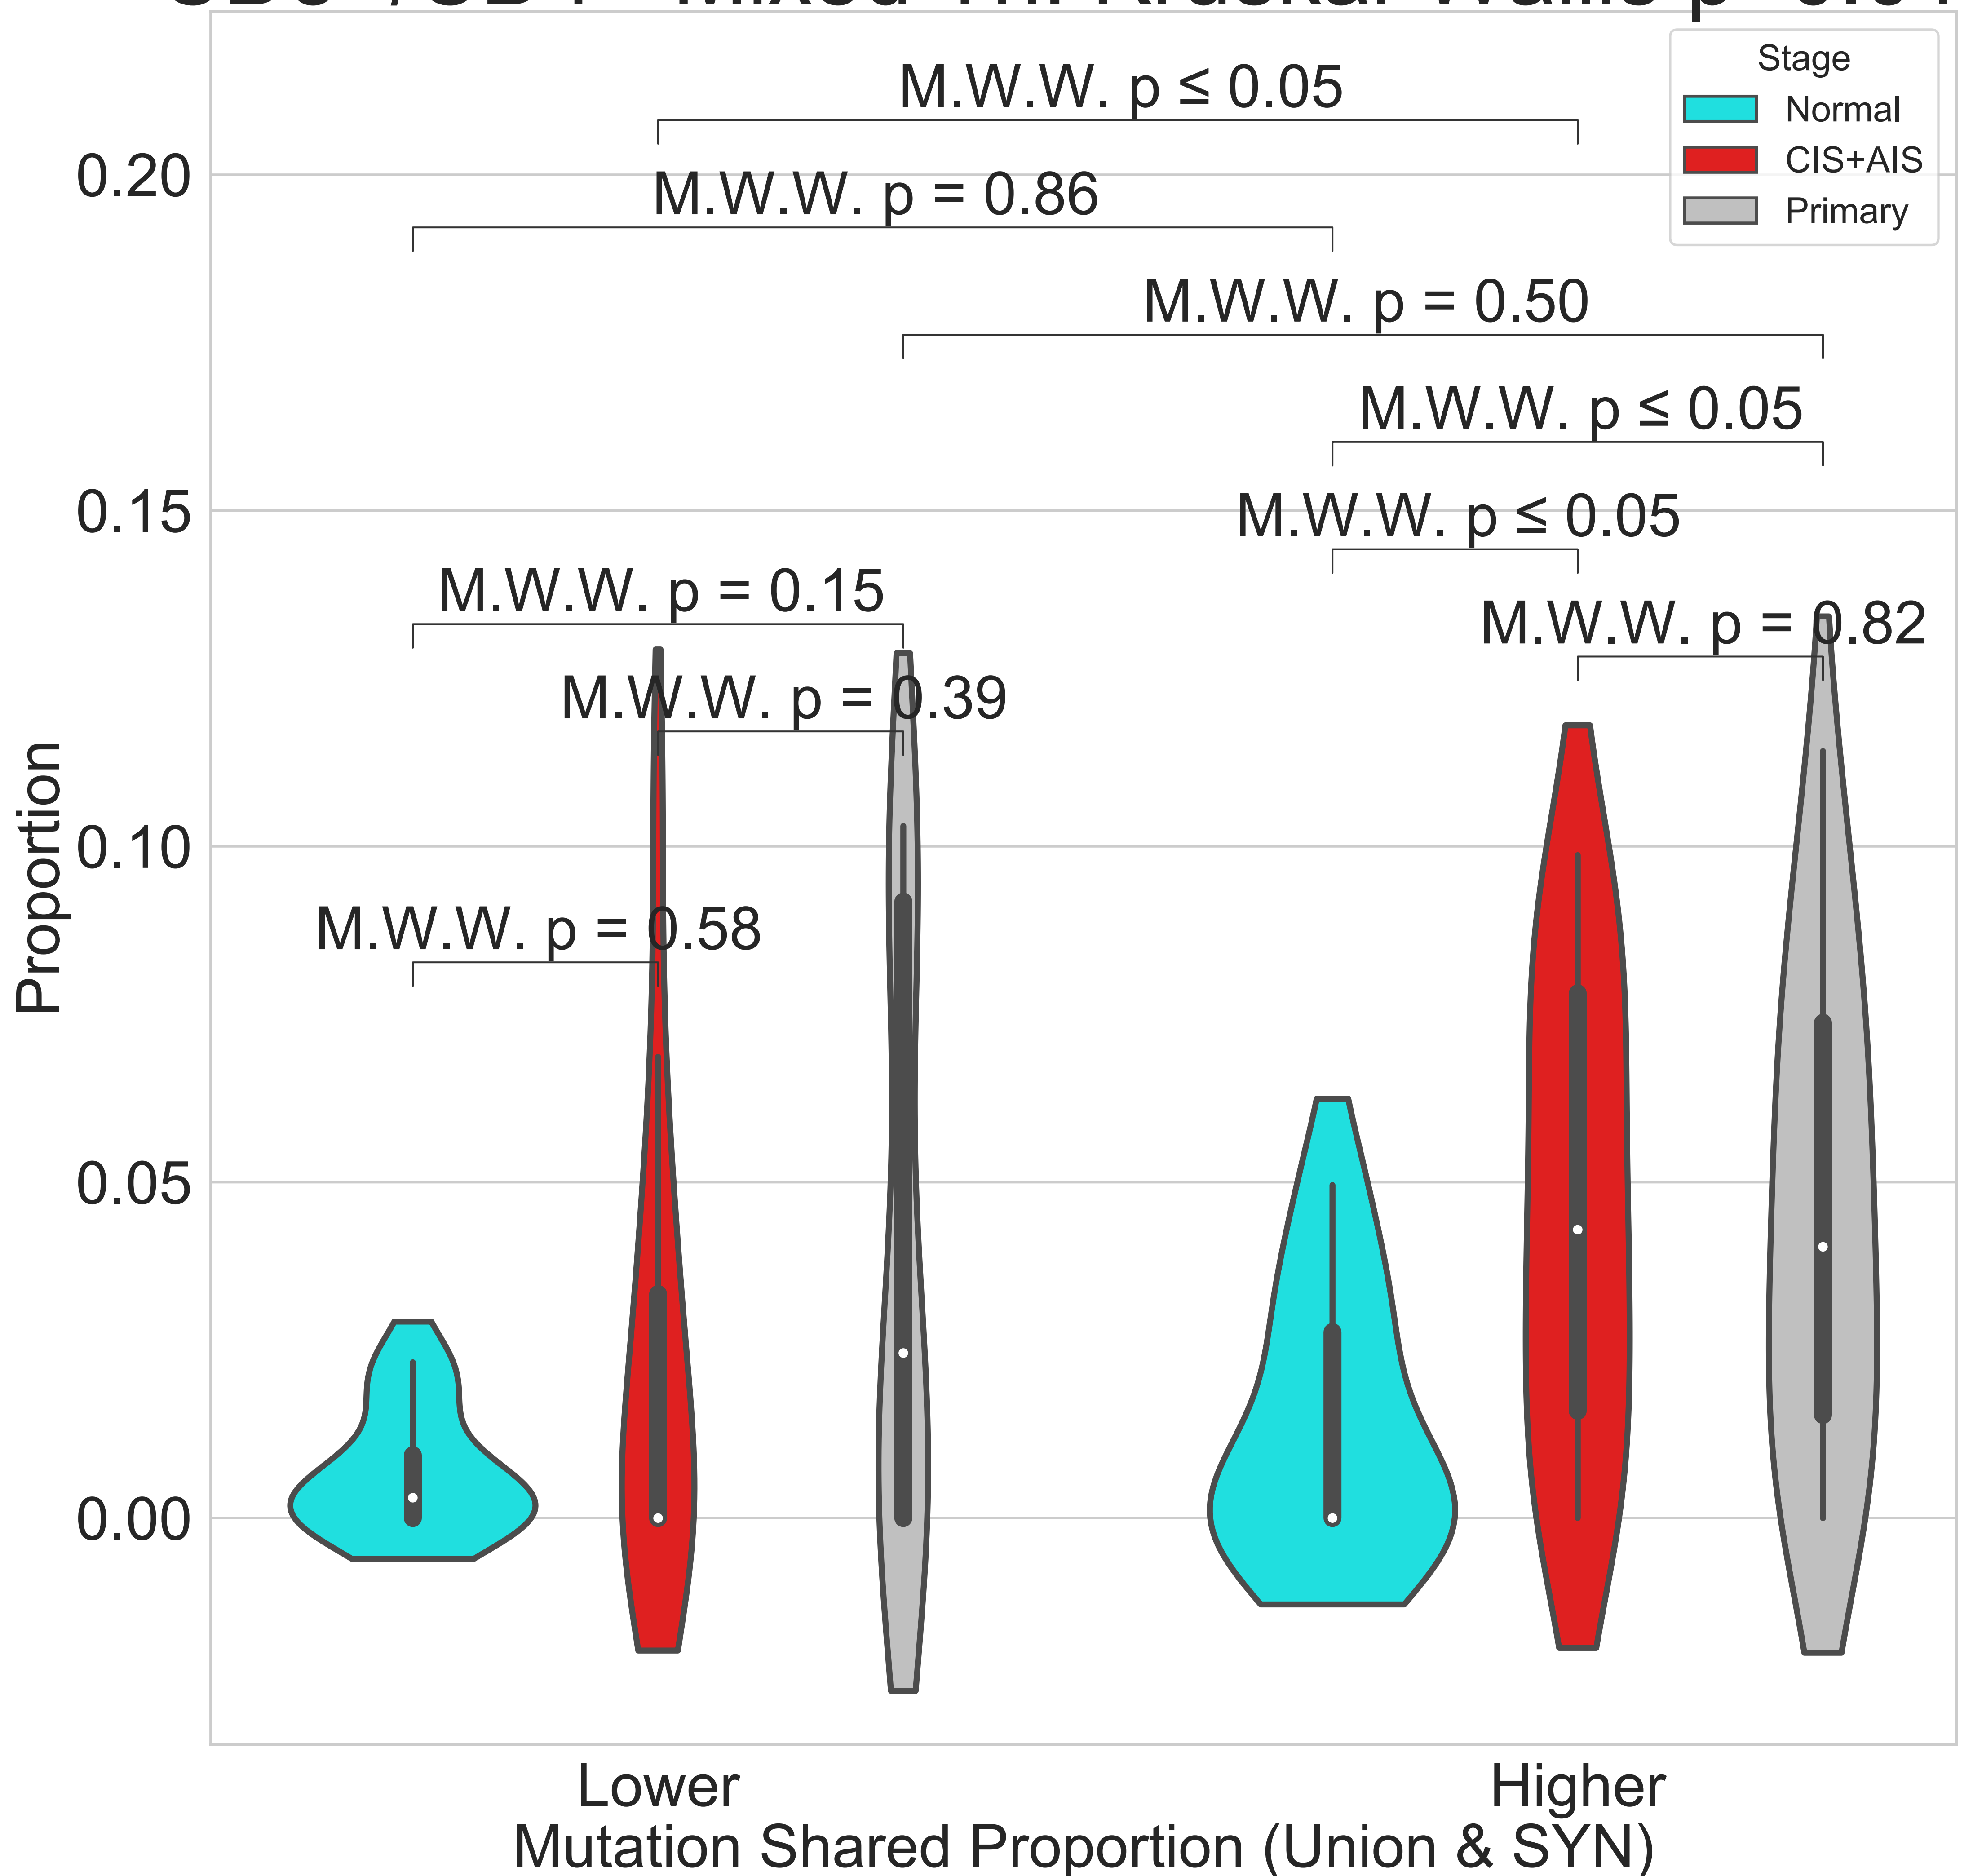 Stage
Normal
CIS+AIS
Primary
M.W.W. p ≤ 0.05
M.W.W. p = 0.86
M.W.W. p = 0.50
M.W.W. p ≤ 0.05
M.W.W. p ≤ 0.05
M.W.W. p = 0.15
M.W.W. p = 0.82
M.W.W. p = 0.39
M.W.W. p = 0.58
Proportion
0.20
0.15
0.10
0.05
0.00
Lower
Higher
Mutation Shared Proportion (Union & SYN)